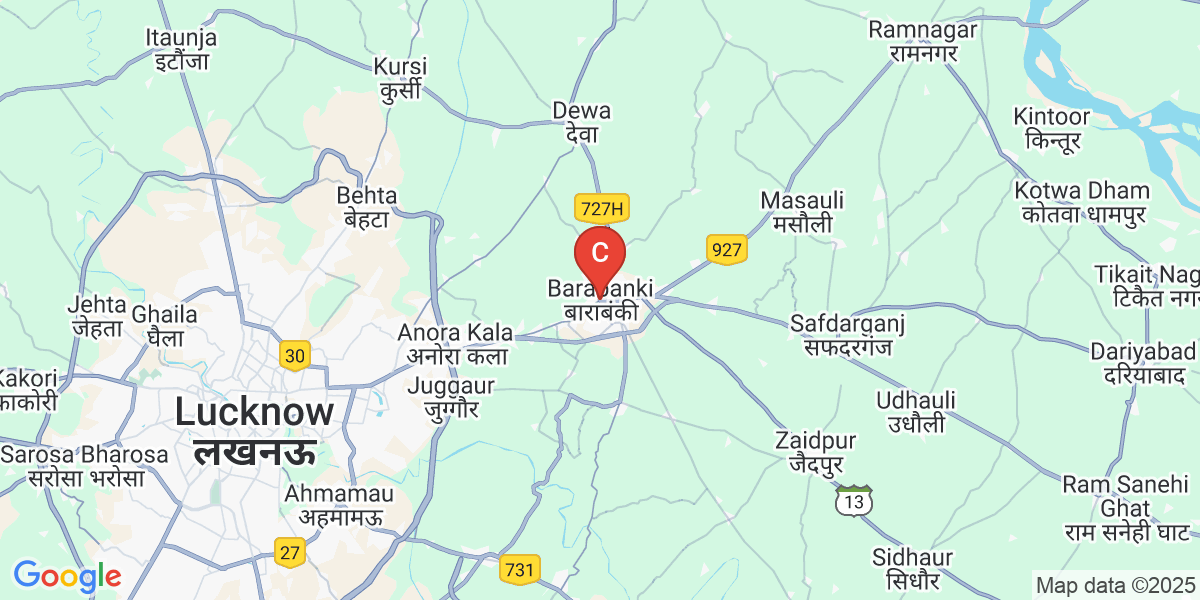 Itaunja
इटौंजा
Ramnagar
रामनगर
Kursi
कुर्सी
Dewa
देवा
Kintoor
किन्तूर
Behta
बेहटा
727H
Masauli
मसौली
Kotwa Dham
कोतवा धामपुर
C
927
Barabanki
बाराबंकी
Tikait Nag
टिकैत नगर
Jehta
जेहता
Ghaila
घैला
Anora Kala
अनोरा कला
Safdarganj
सफदरगंज
30
Dariyabad
दरियाबाद
Kakori
काकोरी
Juggaur
जुग्गौर
Lucknow
लखनऊ
Udhauli
उधौली
Sarosa Bharosa
सरोसा भरोसा
Zaidpur
जैदपुर
Ahmamau
अहमामऊ
13
Ram Sanehi
Ghat
राम सनेही घाट
27
731
Sidhaur
सिधौर
Google
Map data ©2025